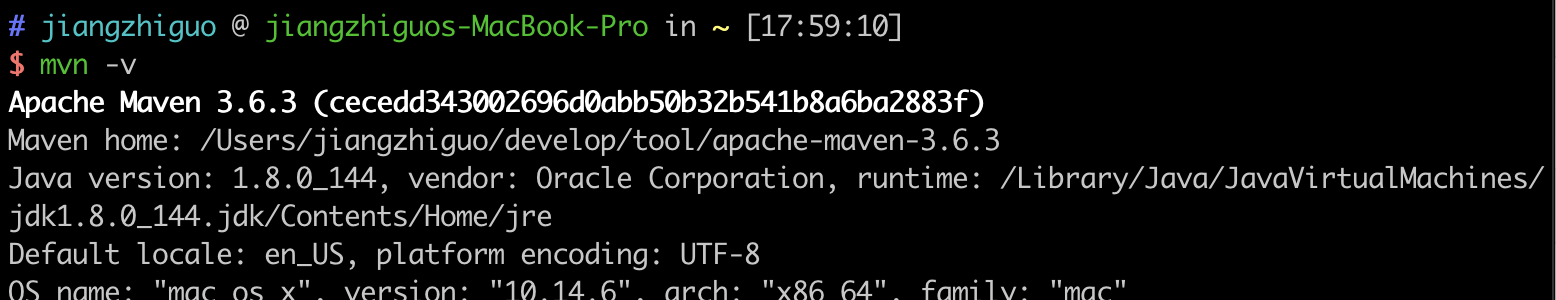 # jiangzhiguo @ jiangzhiguos-MacBook-Pro in ~ [17:59:10]
$ mvn -v
Apache Maven 3.6.3 (cecedd343002696d0abb50b32b541b8a6ba2883f)
Maven home: /Users/jiangzhiguo/develop/tool/apache-maven-3.6.3
Java version: 1.8.0_144, vendor: Oracle Corporation, runtime: /Library/Java/JavaVirtualMachines/
jdk1.8.0_144.jdk/Contents/Home/jre
Default locale: en_US, platform encoding: UTF-8
OS name: "mac os x", version: "10.14.6", arch: "x86_64", family: "mac"